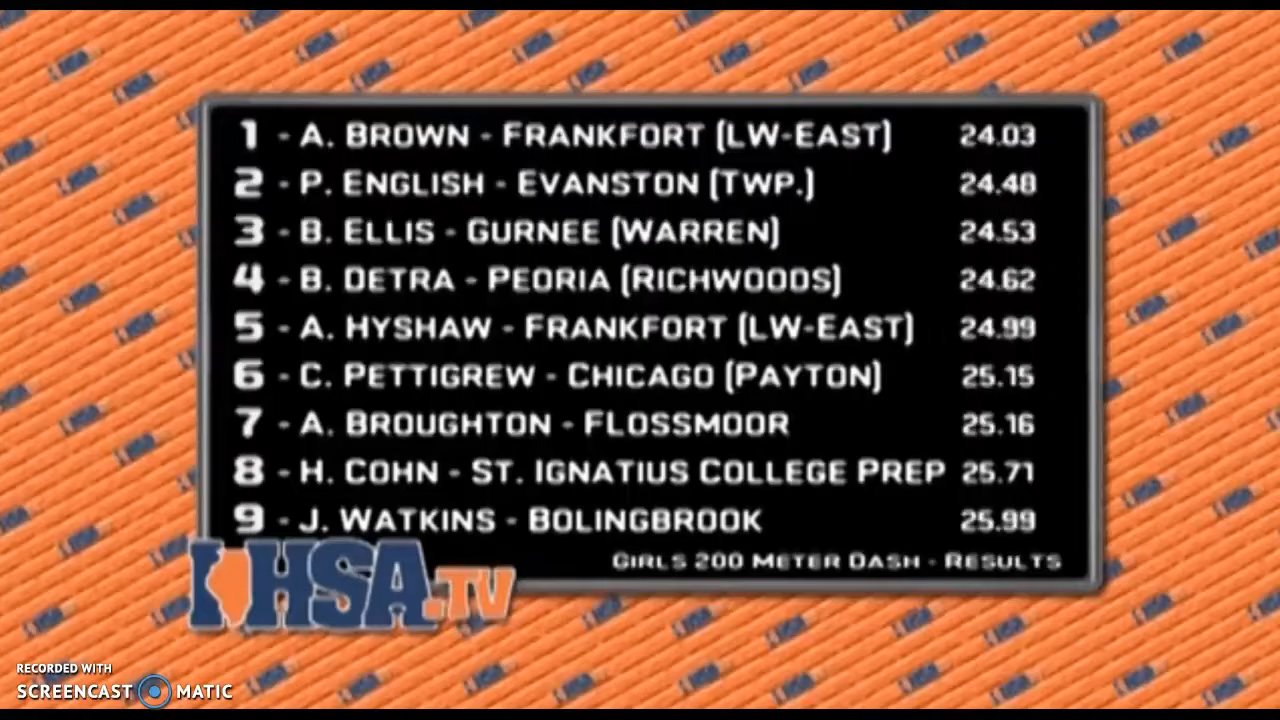 1 - A. BROWN - FRANKFORT (LW-EAST) 24.03
2 - P. ENGLISH - EVANSTON (TWP.) 24.48
3 - B. ELLIS - GURNEE (WARREN) 24.53
4 - B. DETRA - PEORIA (RICHWOODS) 24.62
5 - A. HYSHAW - FRANKFORT (LW-EAST) 24.99
6 - C. PETTIGREW - CHICAGO (PAYTON) 25.15
7 - A. BROUGHTON - FLOSSMOOR 25.16
8 - H. COHN - ST. IGNATIUS COLLEGE PREP 25.71
9 - J. WATKINS - BOLINGBROOK 25.99
GIRLS 200 METER DASH - RESULTS
IHSA.TV
RECORDED WITH
SCREENCAST MATIC